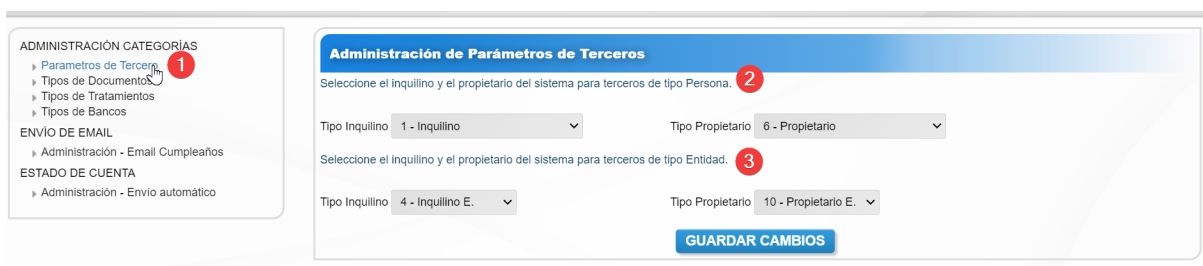 ADMINISTRACIÓN CATEGORÍAS
Parametros de Tercero 1
Tipos de Documentos
Tipos de Tratamientos
Tipos de Bancos
ENVÍO DE EMAIL
Administración - Email Cumpleaños
ESTADO DE CUENTA
Administración - Envío automático
Administración de Parámetros de Terceros
Seleccione el inquilino y el propietario del sistema para terceros de tipo Persona. 2
Tipo Inquilino 1 - Inquilino Tipo Propietario 6 - Propietario
Seleccione el inquilino y el propietario del sistema para terceros de tipo Entidad. 3
Tipo Inquilino 4 - Inquilino E. Tipo Propietario 10 - Propietario E.
GUARDAR CAMBIOS